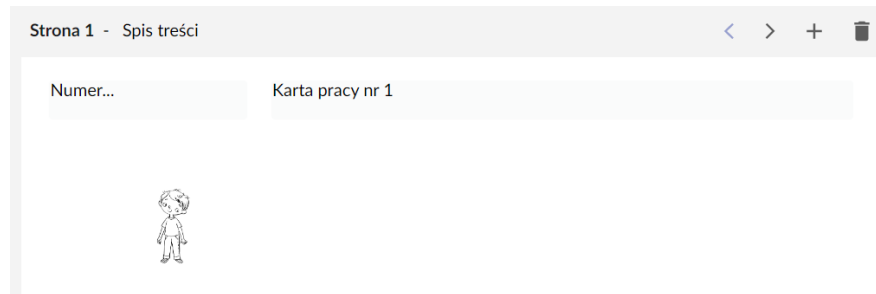 Strona 1 - Spis treści
Numer... Karta pracy nr 1